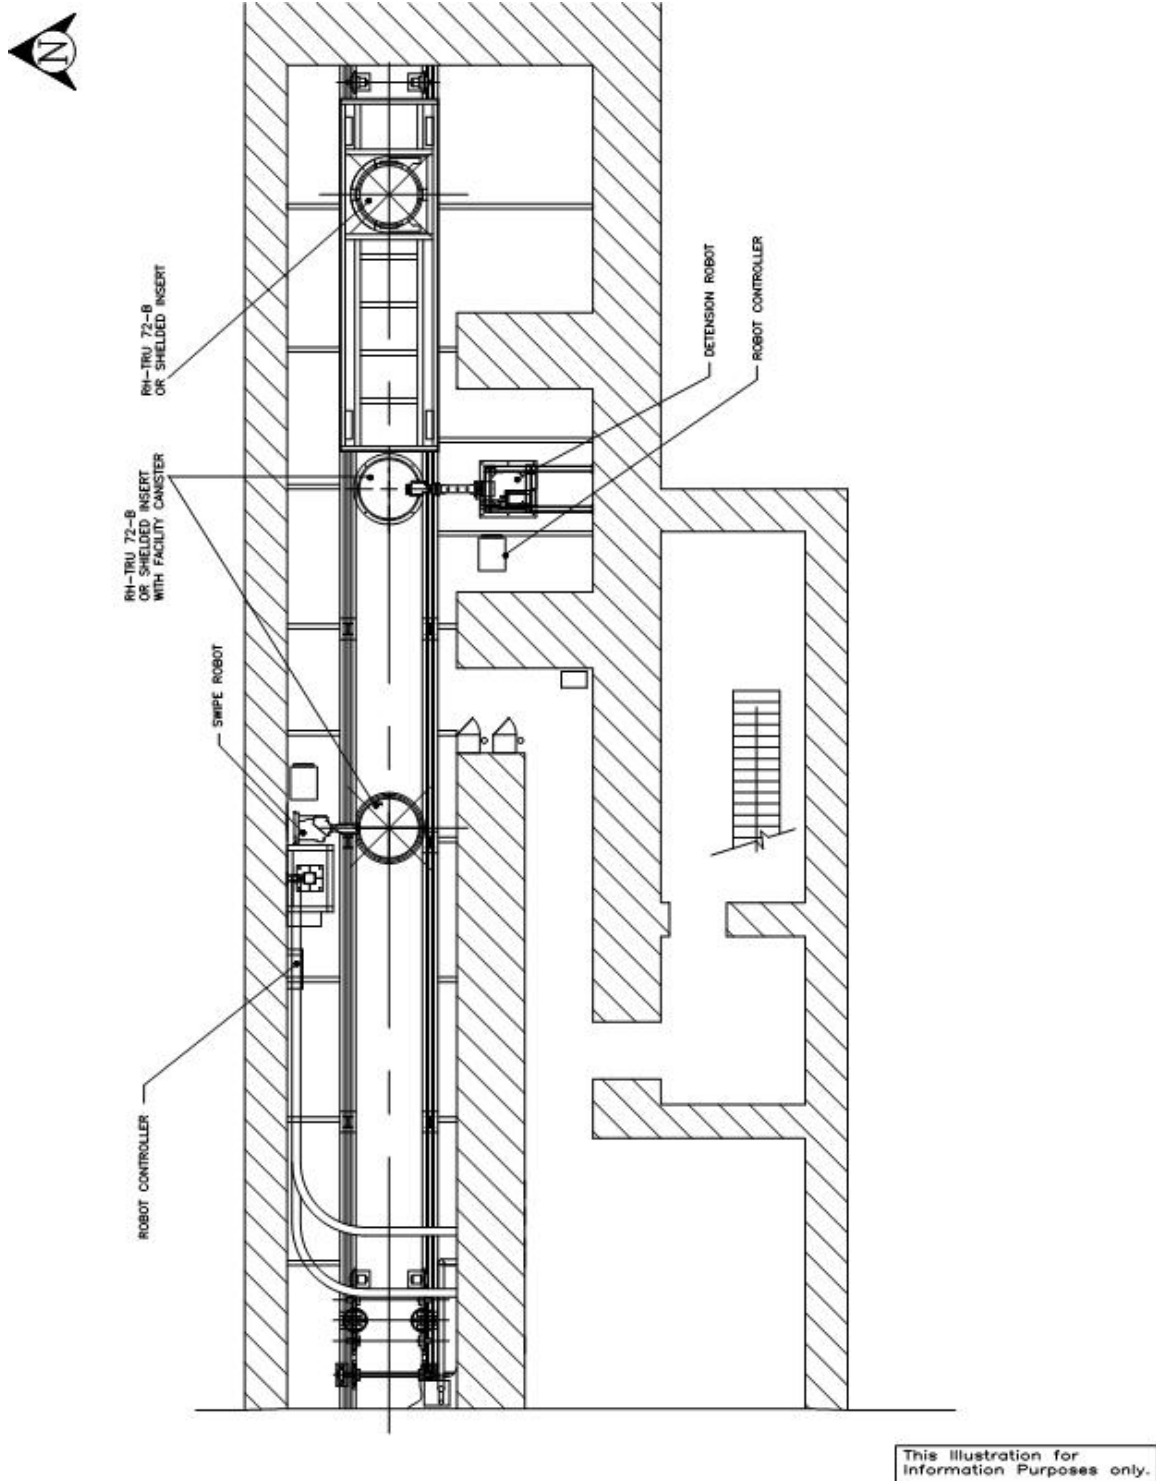 N
RH-TRU 72-B
OR SHIELDED INSERT
RH-TRU 72-B
OR SHIELDED INSERT
WITH FACILITY CANISTER
DETENSION ROBOT
ROBOT CONTROLLER
SWIPE ROBOT
ROBOT CONTROLLER
This Illustration for
Information Purposes only.